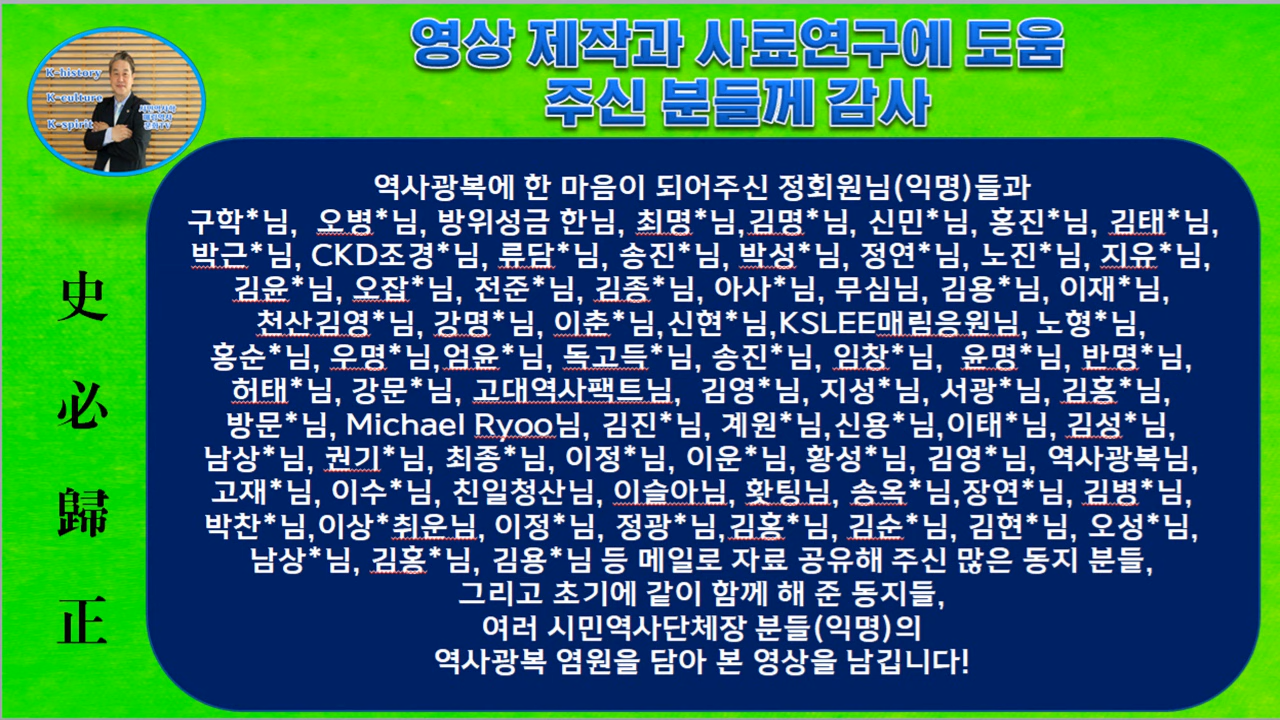 영상 제작과 사료연구에 도움
주신 분들께 감사
K-history
K-culture
K-spirit
역사광복에 한 마음이 되어주신 정회원님(익명)들과
구학*님, 오병*님, 방위성금 한님, 최명*님,김명*님, 신민*님, 홍진*님, 김태*님,
박근*님, CKD조경*님, 류담*님, 송진*님, 박성*님, 정연*님, 노진*님, 지유*님,
김윤*님, 오잡*님, 전준*님, 김종*님, 아사*님, 무심님, 김용*님, 이재*님,
천산김영*님, 강명*님, 이춘*님,신현*님,KSLEE매림응원님, 노형*님,
홍순*님, 우명*님,엄윤*님, 독고득*님, 송진*님, 임창*님, 윤명*님, 반명*님,
허태*님, 강문*님, 고대역사팩트님, 김영*님, 지성*님, 서광*님, 김홍*님,
방문*님, Michael Ryoo님, 김진*님, 계원*님,신용*님,이태*님, 김성*님,
남상*님, 권기*님, 최종*님, 이정*님, 이운*님, 황성*님, 김영*님, 역사광복님,
고재*님, 이수*님, 친일청산님, 이슬아님, 홧팅님, 송옥*님,장연*님, 김병*님,
박찬*님,이상*취운님, 이정*님, 정광*님,김홍*님, 김순*님, 김현*님, 오성*님,
남상*님, 김홍*님, 김용*님 등 메일로 자료 공유해 주신 많은 동지 분들,
그리고 초기에 같이 함께 해 준 동지들,
여러 시민역사단체장 분들(익명)의
역사광복 염원을 담아 본 영상을 남깁니다!
史
必
歸
正